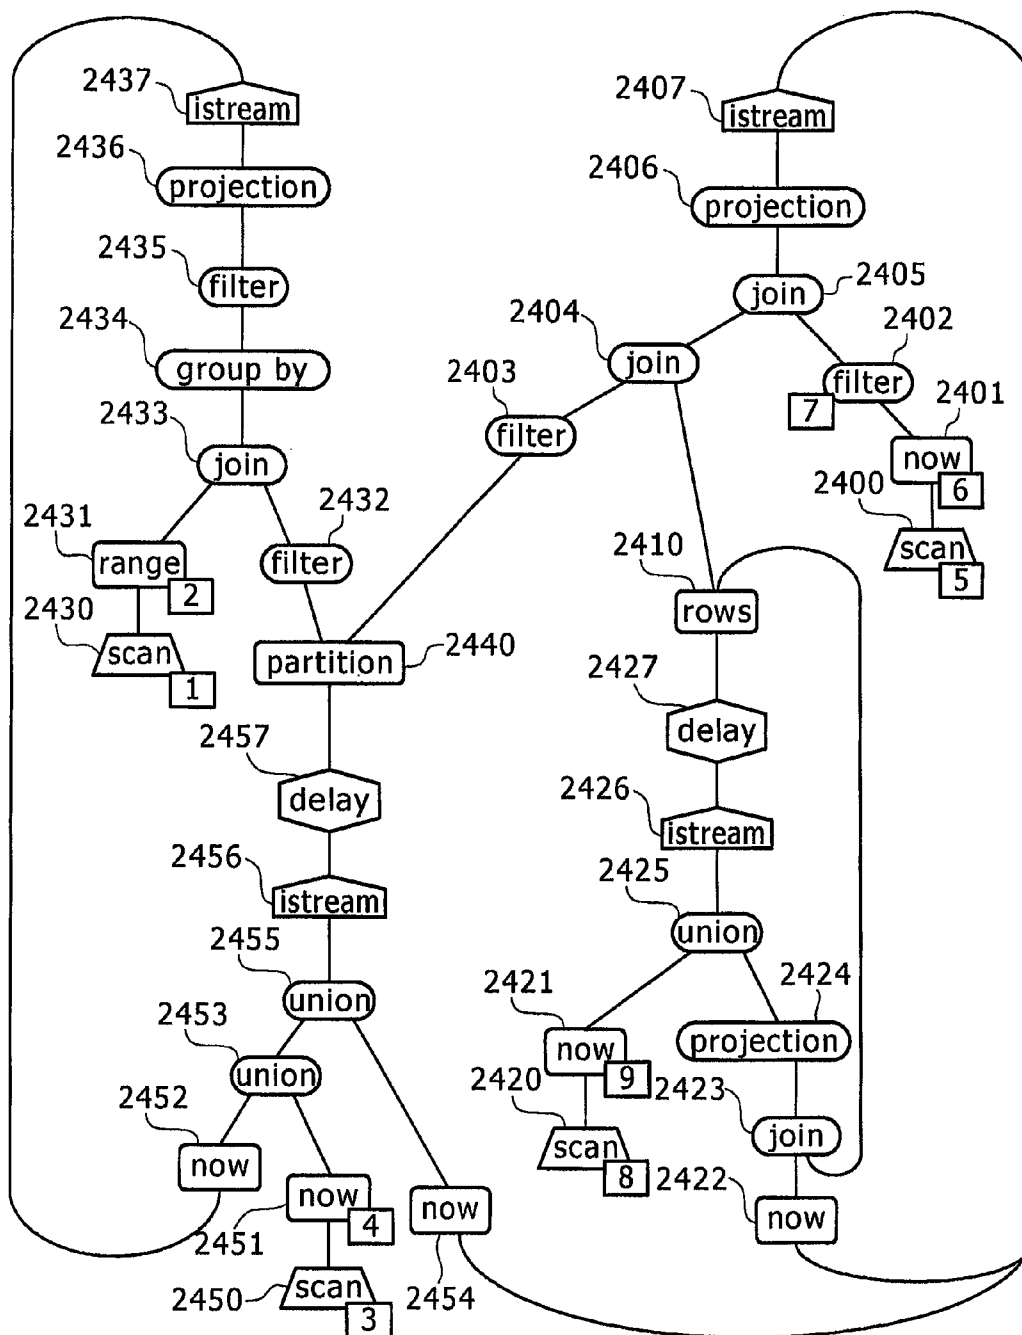 2437
istream
2407
istream
2436
projection
2406
projection
2435
filter
2405
join
2434
group by
2404
join
2402
filter
7
2403
filter
2401
now
6
2433
join
2400
scan
5
2431
range
2
2432
filter
2410
rows
2430
scan
1
partition
2440
2427
delay
2457
delay
2426
istream
2456
istream
2425
union
2455
union
2421
now
9
2424
projection
2453
union
2420
scan
8
2423
join
2452
now
2451
now
4
now
2454
2422
now
2450
scan
3